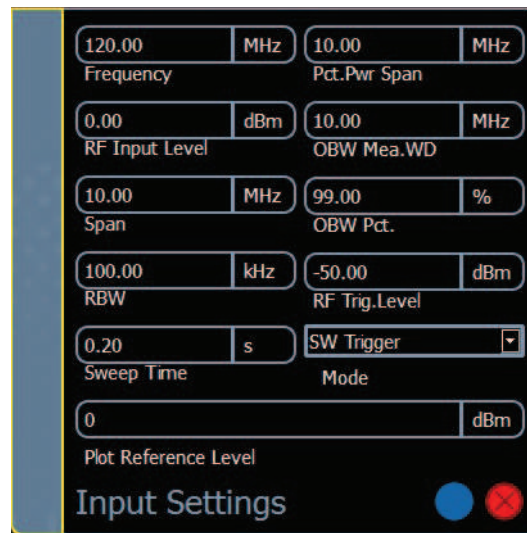 120.00 MHz 10.00 MHz
Frequency Pct.Pwr Span
0.00 dBm 10.00 MHz
RF Input Level OBW Mea.WD
10.00 MHz 99.00 %
Span OBW Pct.
100.00 kHz -50.00 dBm
RBW RF Trig.Level
0.20 s SW Trigger
Sweep Time Mode
0 dBm
Plot Reference Level
Input Settings